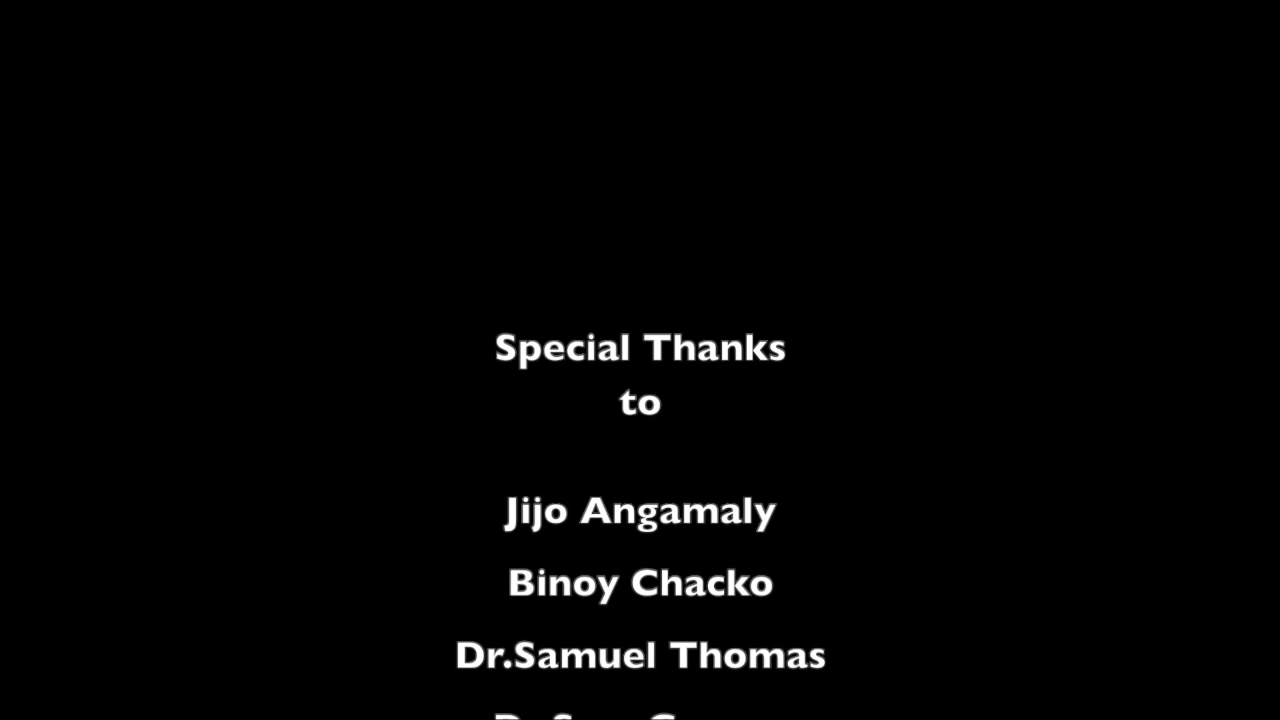 Special Thanks
to
Jijo Angamaly
Binoy Chacko
Dr.Samuel Thomas